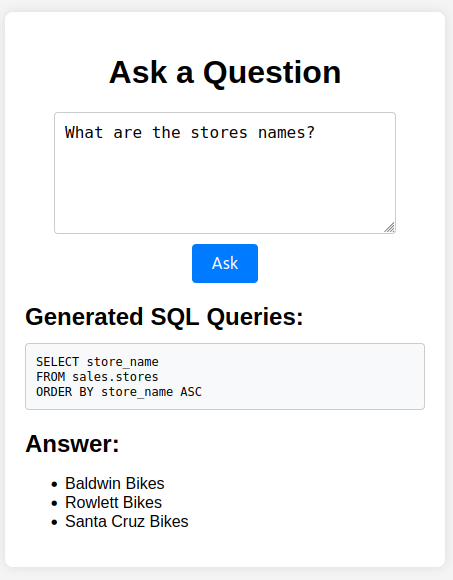 Ask a Question
What are the stores names?
Ask
Generated SQL Queries:
SELECT store_name
FROM sales.stores
ORDER BY store_name ASC
Answer:
Baldwin Bikes
Rowlett Bikes
Santa Cruz Bikes